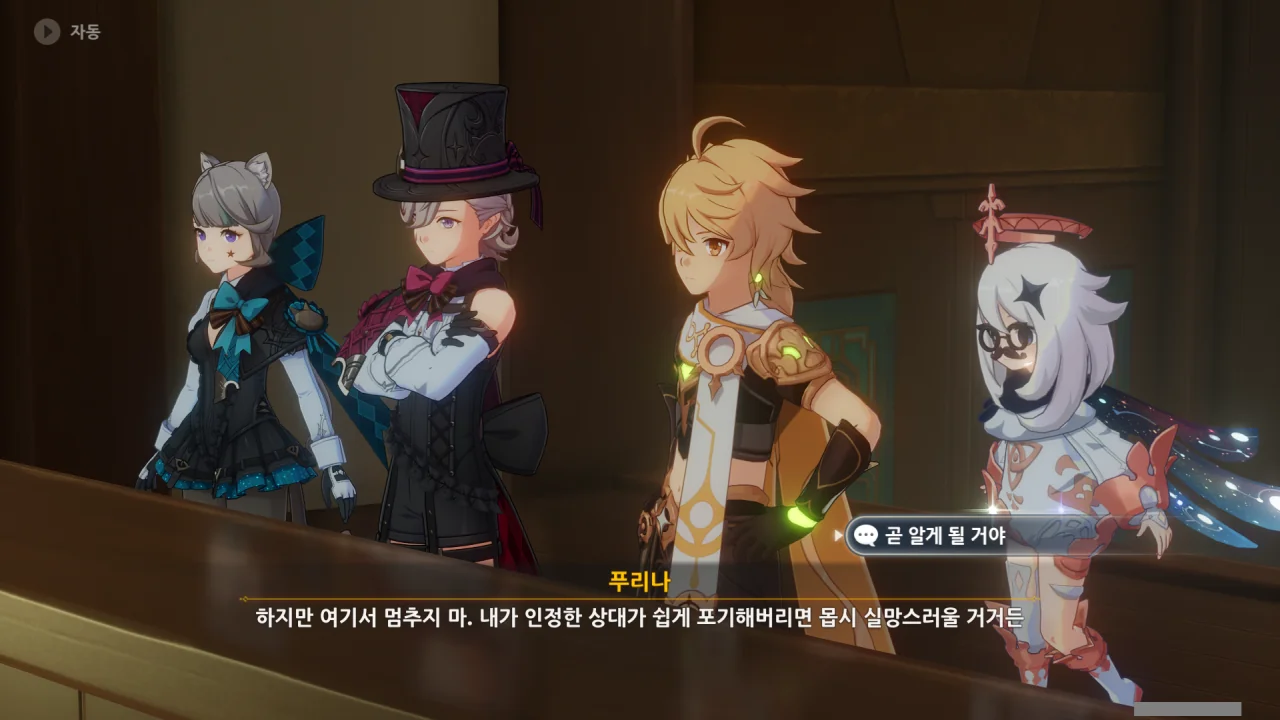 자동
곧 알게 될 거야
푸리나
하지만 여기서 멈추지 마. 내가 인정한 상대가 쉽게 포기해버리면 몹시 실망스러울 거거든